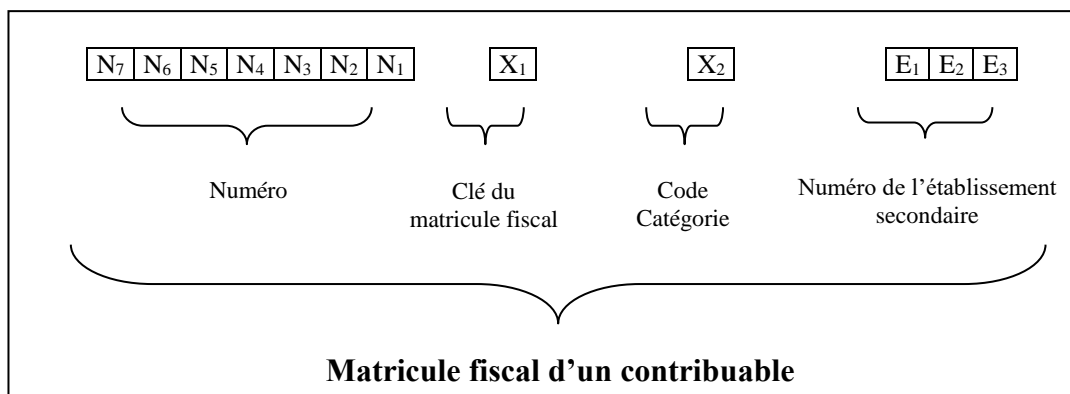 N₇ N₆ N₅ N₄ N₃ N₂ N₁ X₁ X₂ E₁ E₂ E₃
Numéro Clé du Code Numéro de l’établissement
matricule fiscal Catégorie secondaire
Matricule fiscal d’un contribuable